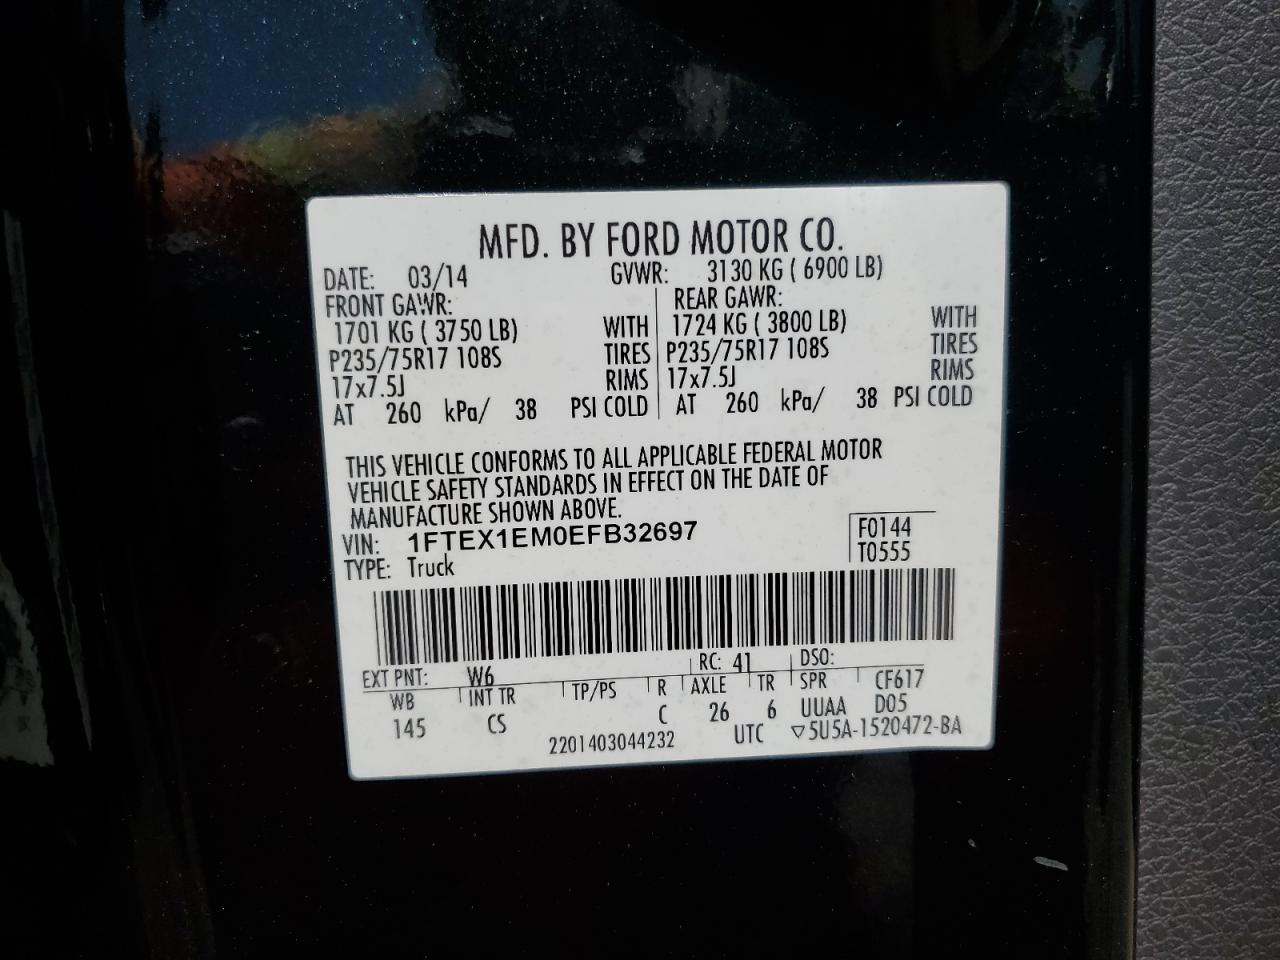 MFD. BY FORD MOTOR CO.
DATE: 03/14 GVWR: 3130 KG ( 6900 LB)
FRONT GAWR: REAR GAWR:
1701 KG ( 3750 LB) WITH 1724 KG ( 3800 LB) WITH
P235/75R17 108S TIRES P235/75R17 108S TIRES
17x7.5J RIMS 17x7.5J RIMS
AT 260 kPa/ 38 PSI COLD AT 260 kPa/ 38 PSI COLD
THIS VEHICLE CONFORMS TO ALL APPLICABLE FEDERAL MOTOR
VEHICLE SAFETY STANDARDS IN EFFECT ON THE DATE OF
MANUFACTURE SHOWN ABOVE.
VIN: 1FTEX1EM0EFB32697 F0144
TYPE: Truck T0555
EXT PNT: W6 RC: 41 DSO:
WB INT TR TP/PS R AXLE TR SPR CF617
145 CS C 26 6 UUAA D05
2201403044232 UTC ▽5U5A-1520472-BA